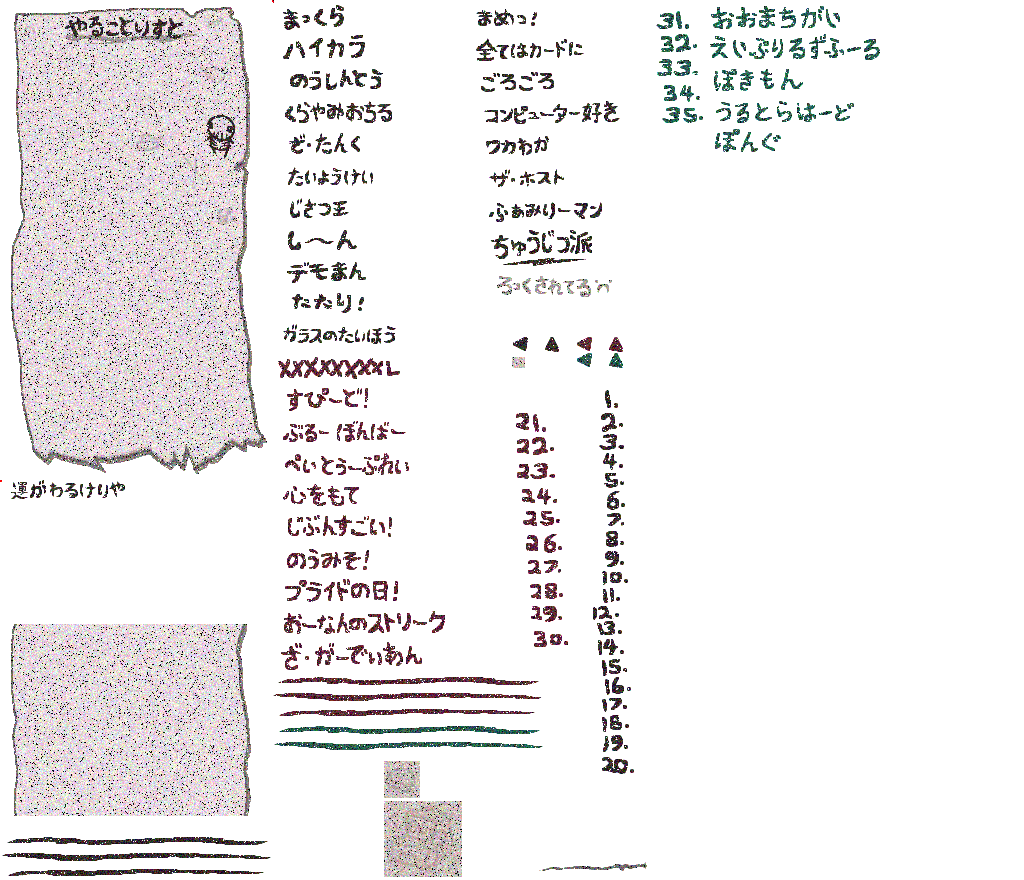 やることりすと
運がわるけりゃ
まっくら
ハイカラ
のうしんとう
くらやみおちる
ざ・たんく
たいようけい
じさつ王
し〜ん
デモまん
たたり!
ガラスのたいほう
XXXXXXXXL
すぴーど!
ぶるーぼんばー
ぺいとぅーぷれい
心をもて
じぶんすごい!
のうみそ!
プライドの日!
おーなんのストリーク
ざ・がーでぃあん
まめっ!
全てはカードに
ごろごろ
コンピューター好き
ワカわか
ザ・ホスト
ふぁみりーマン
ちゅうじつ派
ろっくされてるい
21.
22.
23.
24.
25.
26.
27.
28.
29.
30.
1.
2.
3.
4.
5.
6.
7.
8.
9.
10.
11.
12.
13.
14.
15.
16.
17.
18.
19.
20.
31.
32.
33.
34.
35.
おおまちがい
えいぷりるずふーる
ぽきもん
うるとらはーど
ぽんぐ